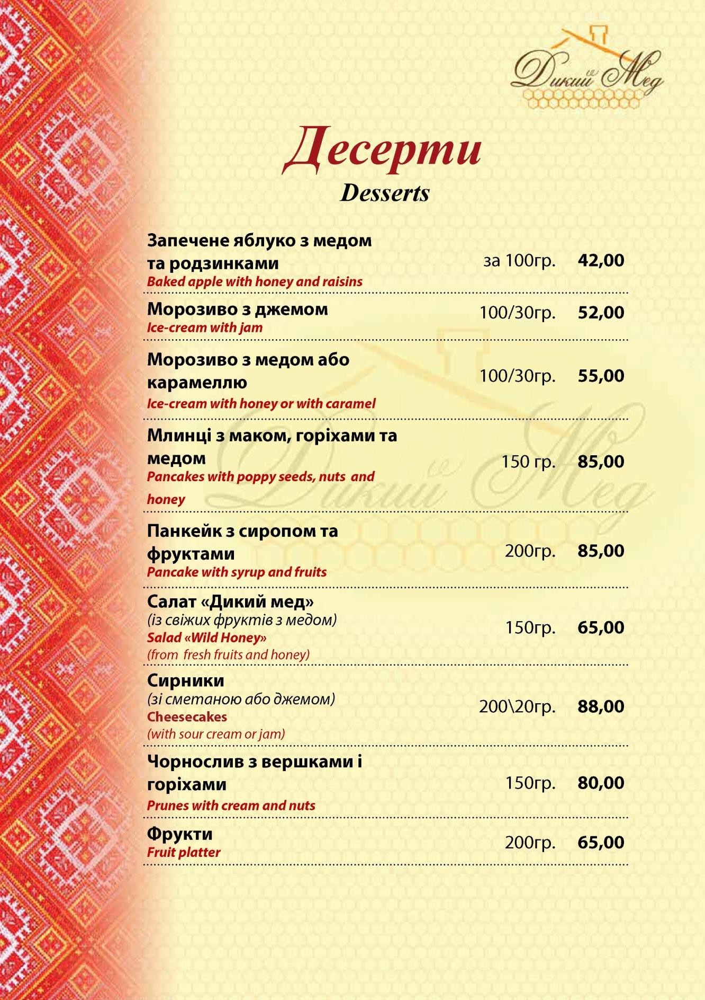 Дикий Мед
Десерти
Desserts
Запечене яблуко з медом
та родзинками
за 100гр. 42,00
Baked apple with honey and raisins
Морозиво з джемом
100/30гр. 52,00
Ice-cream with jam
Морозиво з медом або
карамеллю
100/30гр. 55,00
Ice-cream with honey or with caramel
Млинці з маком, горіхами та
медом
150 гр. 85,00
Pancakes with poppy seeds, nuts and
honey
Панкейк з сиропом та
фруктами
200гр. 85,00
Pancake with syrup and fruits
Салат «Дикий мед»
(із свіжих фруктів з медом)
150гр. 65,00
Salad «Wild Honey»
(from fresh fruits and honey)
Сирники
(зі сметаною або джемом)
200\20гр. 88,00
Cheesecakes
(with sour cream or jam)
Чорнослив з вершками і
горіхами
150гр. 80,00
Prunes with cream and nuts
Фрукти
200гр. 65,00
Fruit platter
Дикий Мед